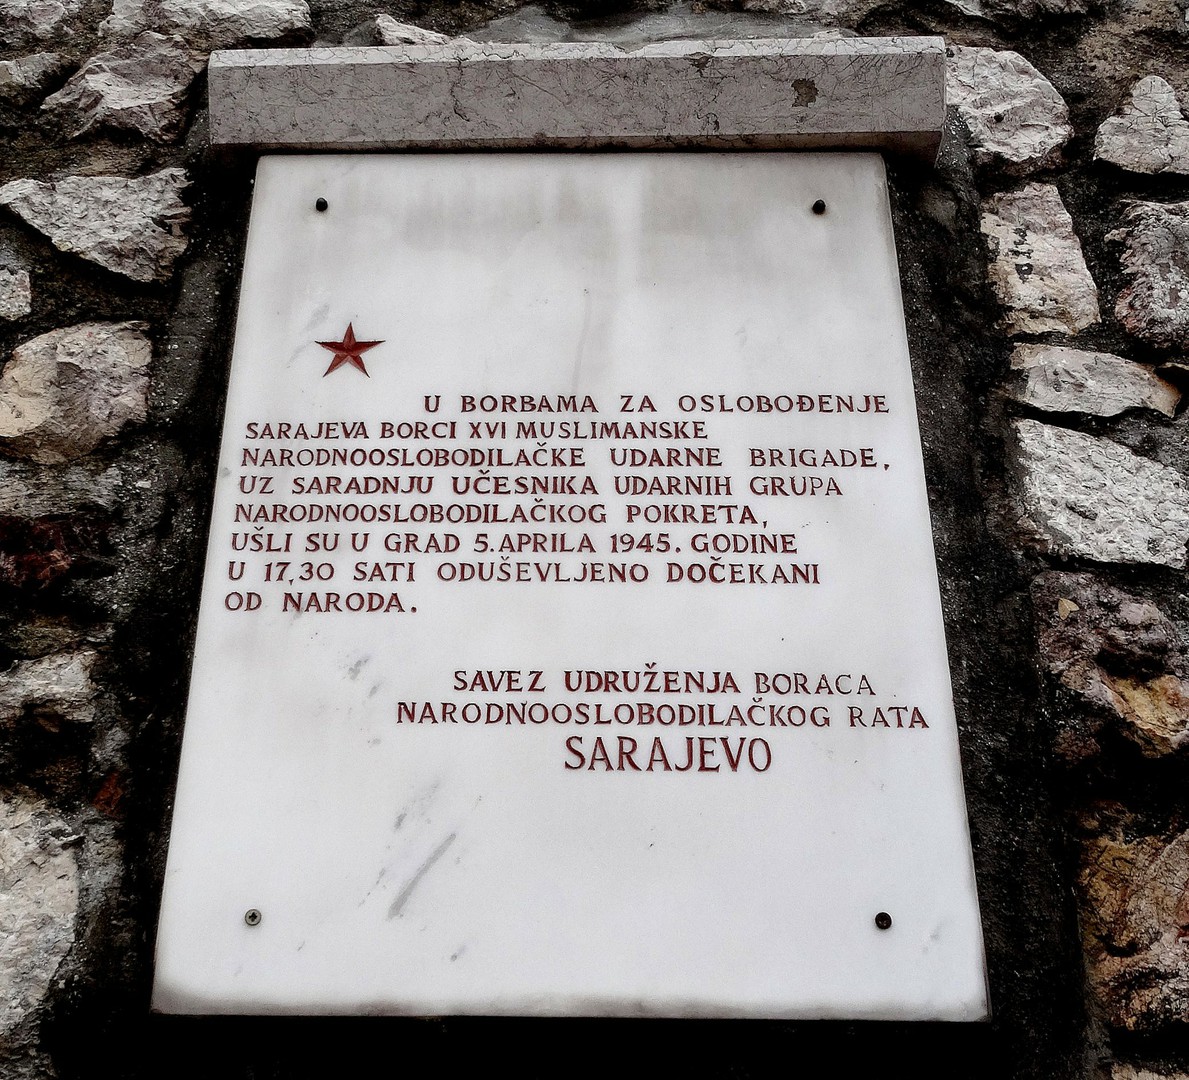 U BORBAMA ZA OSLOBOĐENJE
SARAJEVA BORCI XVI MUSLIMANSKE
NARODNOOSLOBODILAČKE UDARNE BRIGADE,
UZ SARADNJU UČESNIKA UDARNIH GRUPA
NARODNOOSLOBODILAČKOG POKRETA,
UŠLI SU U GRAD 5.APRILA 1945. GODINE
U 17,30 SATI ODUŠEVLJENO DOČEKANI
OD NARODA.
SAVEZ UDRUŽENJA BORACA
NARODNOOSLOBODILAČKOG RATA
SARAJEVO